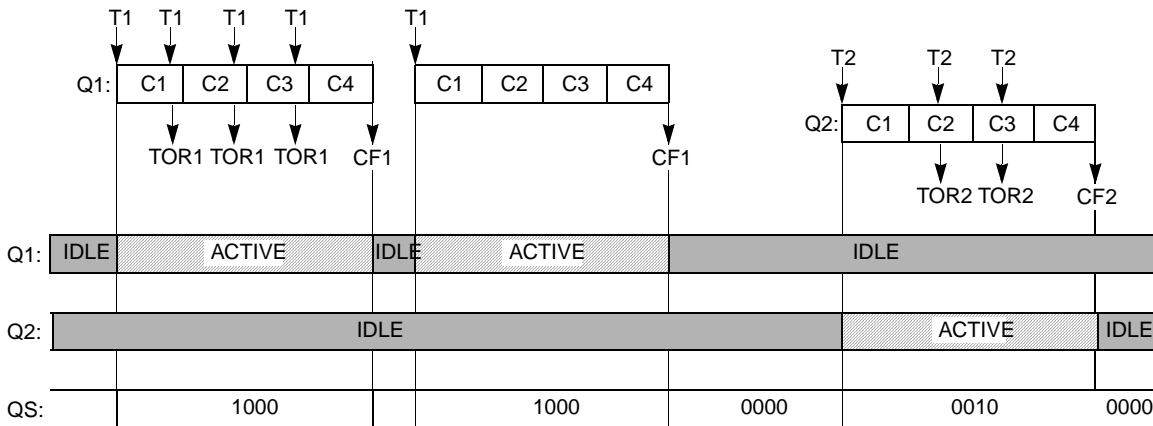 T1 T1 T1 T1 T1
T2 T2 T2
Q1: C1 C2 C3 C4 C1 C2 C3 C4
Q2: C1 C2 C3 C4
TOR1 TOR1 TOR1 CF1 CF1
TOR2 TOR2 CF2
Q1: IDLE ACTIVE IDLE ACTIVE IDLE
Q2: IDLE ACTIVE IDLE
QS: 1000 1000 0000 0010 0000